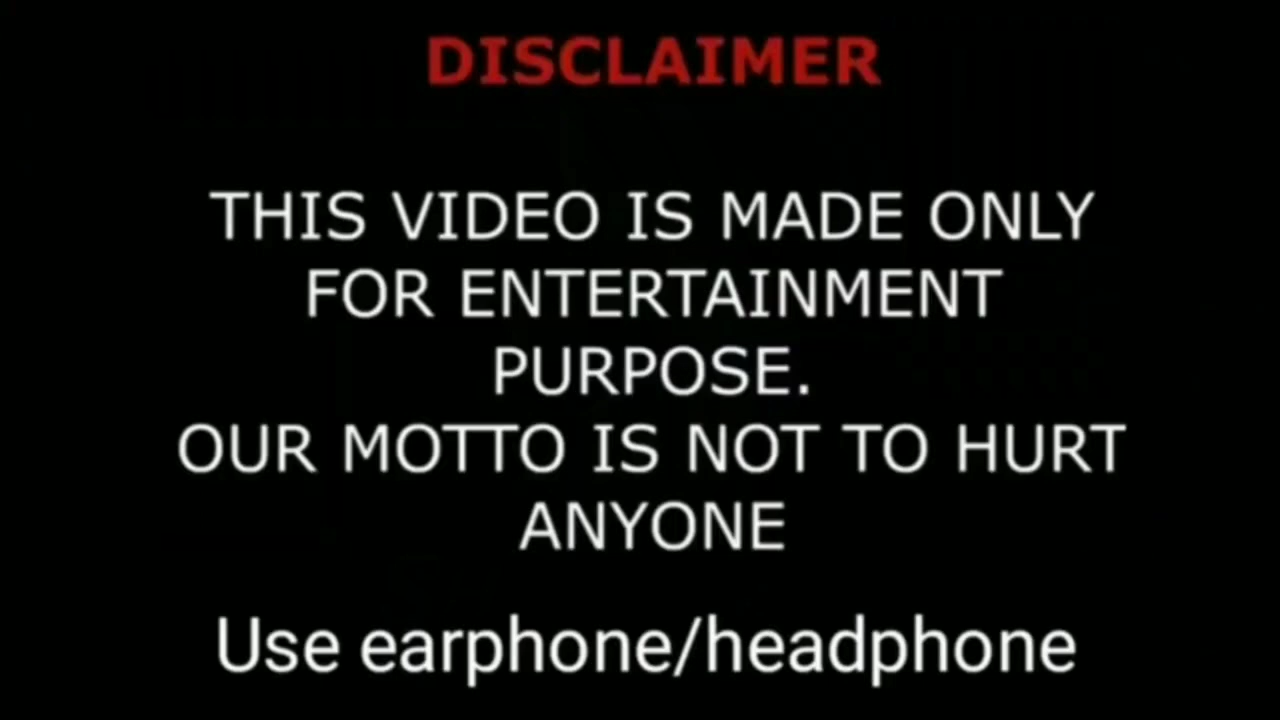 DISCLAIMER
THIS VIDEO IS MADE ONLY
FOR ENTERTAINMENT
PURPOSE.
OUR MOTTO IS NOT TO HURT
ANYONE
Use earphone/headphone